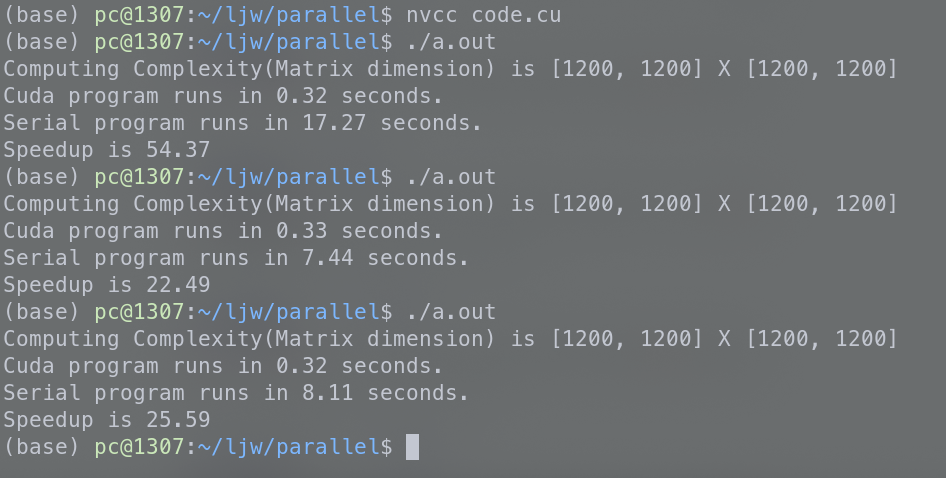 (base) pc@1307:~/ljw/parallel$ nvcc code.cu
(base) pc@1307:~/ljw/parallel$ ./a.out
Computing Complexity(Matrix dimension) is [1200, 1200] X [1200, 1200]
Cuda program runs in 0.32 seconds.
Serial program runs in 17.27 seconds.
Speedup is 54.37
(base) pc@1307:~/ljw/parallel$ ./a.out
Computing Complexity(Matrix dimension) is [1200, 1200] X [1200, 1200]
Cuda program runs in 0.33 seconds.
Serial program runs in 7.44 seconds.
Speedup is 22.49
(base) pc@1307:~/ljw/parallel$ ./a.out
Computing Complexity(Matrix dimension) is [1200, 1200] X [1200, 1200]
Cuda program runs in 0.32 seconds.
Serial program runs in 8.11 seconds.
Speedup is 25.59
(base) pc@1307:~/ljw/parallel$